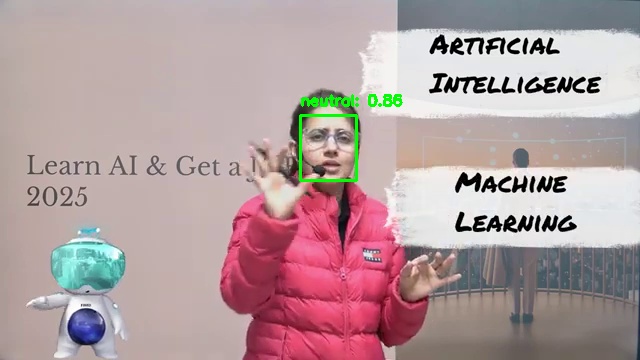 neutral: 0.86
Artificial
Intelligence
Learn AI & Get a
2025
Machine
Learning